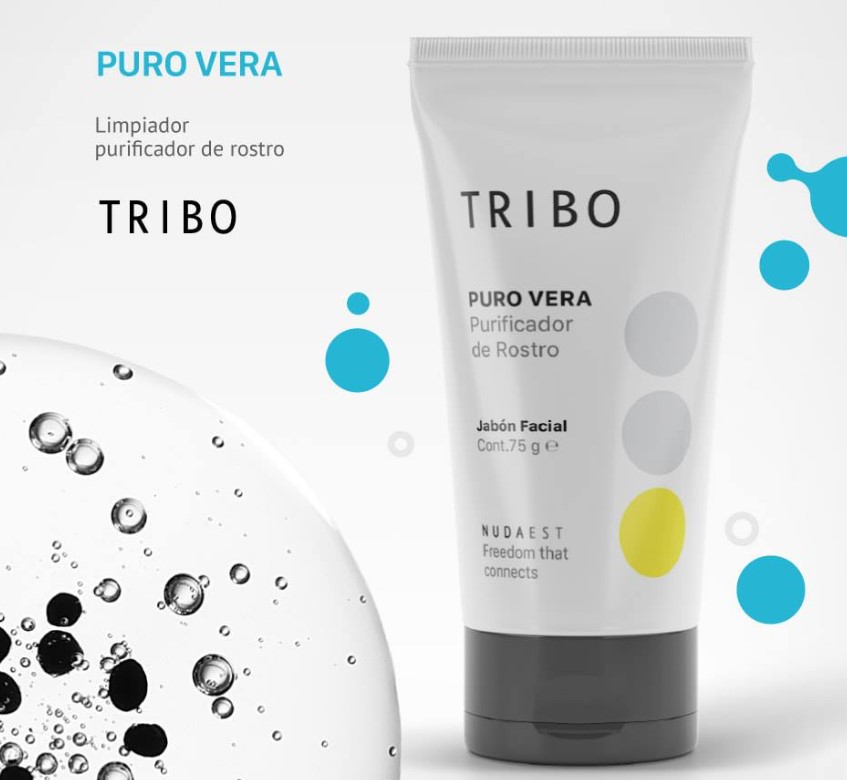 PURO VERA
Limpiador
purificador de rostro
TRIBO
TRIBO
PURO VERA
Purificador
de Rostro
Jabón Facial
Cont.75 g ℮
NUDAEST
Freedom that
connects